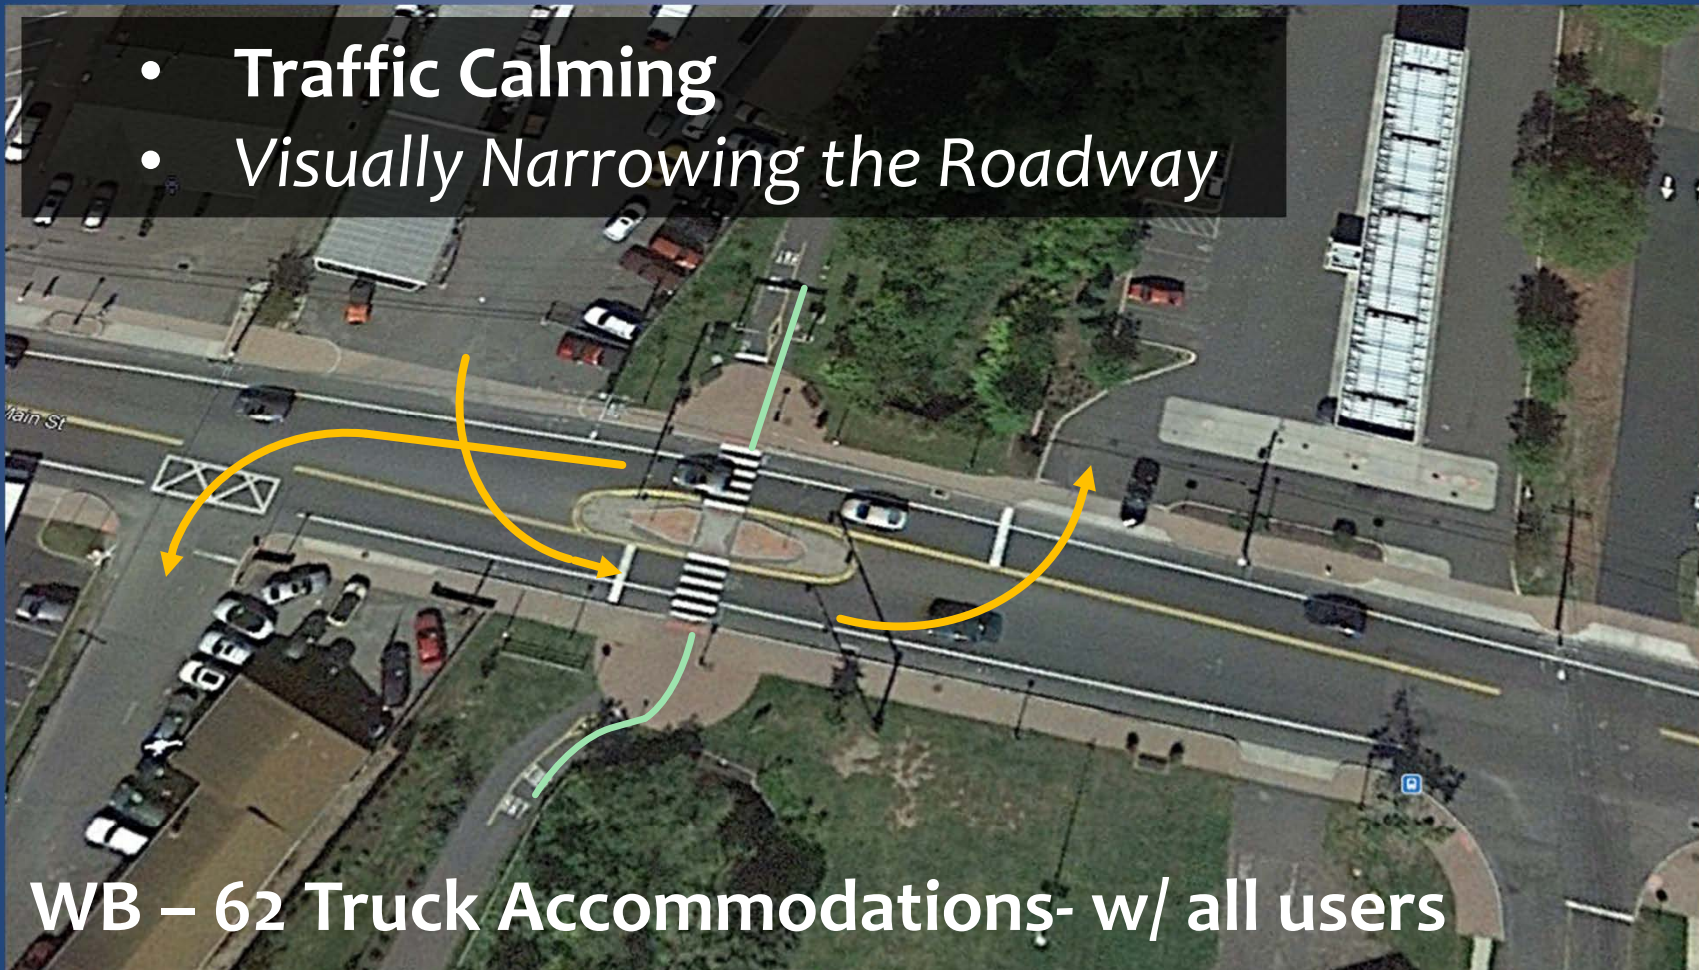 • Traffic Calming
• Visually Narrowing the Roadway
Main St
WB – 62 Truck Accommodations- w/ all users